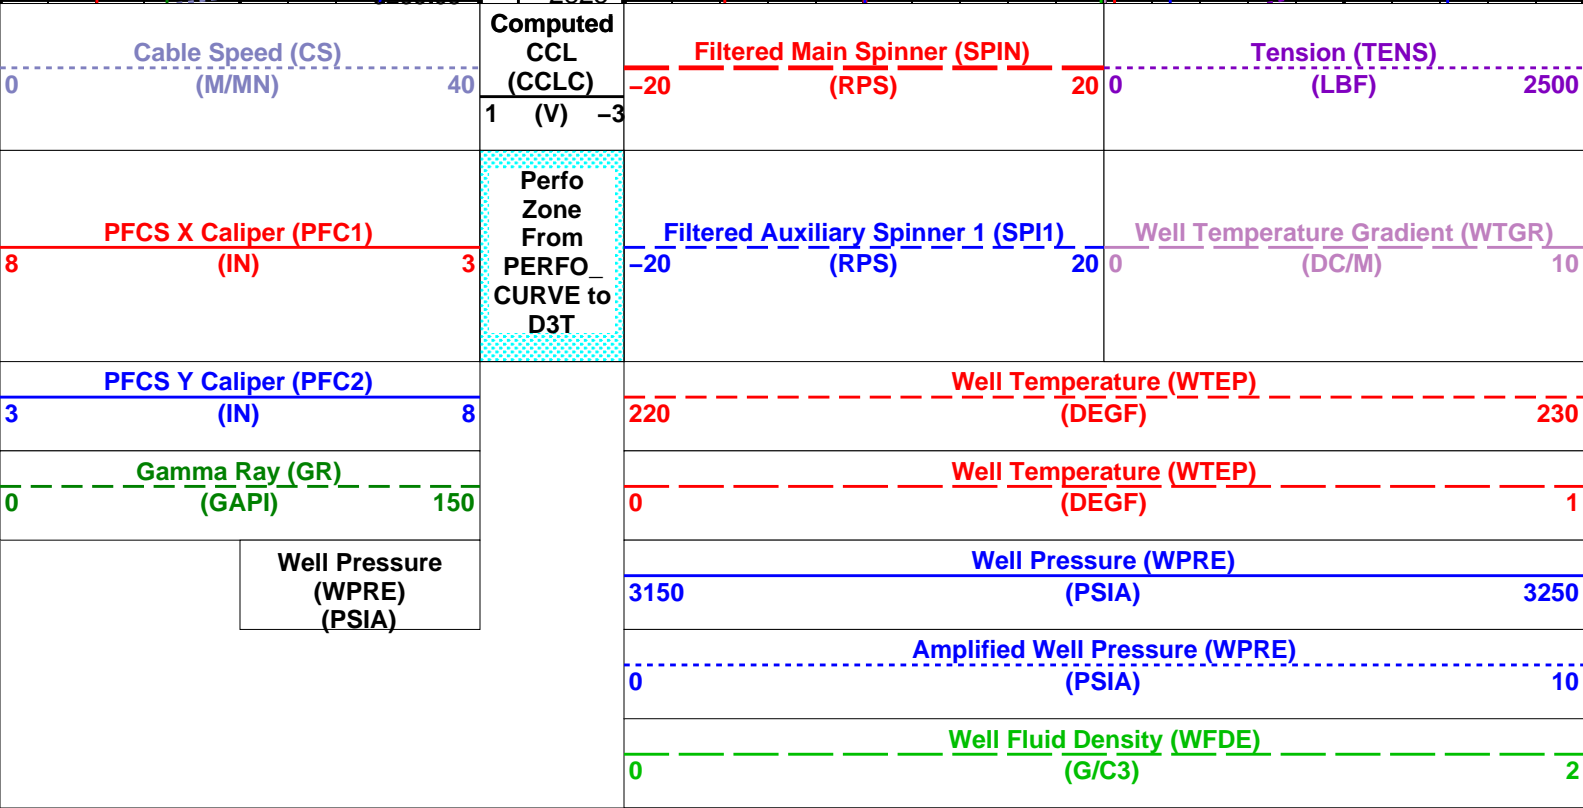 Cable Speed (CS)
0 (M/MN) 40
Computed
CCL
(CCLC)
1 (V) −3
Filtered Main Spinner (SPIN)
−20 (RPS) 20
Tension (TENS)
0 (LBF) 2500
PFCS X Caliper (PFC1)
8 (IN) 3
Perfo
Zone
From
PERFO_
CURVE to
D3T
Filtered Auxiliary Spinner 1 (SPI1)
−20 (RPS) 20
Well Temperature Gradient (WTGR)
0 (DC/M) 10
PFCS Y Caliper (PFC2)
3 (IN) 8
Well Temperature (WTEP)
220 (DEGF) 230
Gamma Ray (GR)
0 (GAPI) 150
Well Temperature (WTEP)
0 (DEGF) 1
Well Pressure
(WPRE)
(PSIA)
Well Pressure (WPRE)
3150 (PSIA) 3250
Amplified Well Pressure (WPRE)
0 (PSIA) 10
Well Fluid Density (WFDE)
0 (G/C3) 2